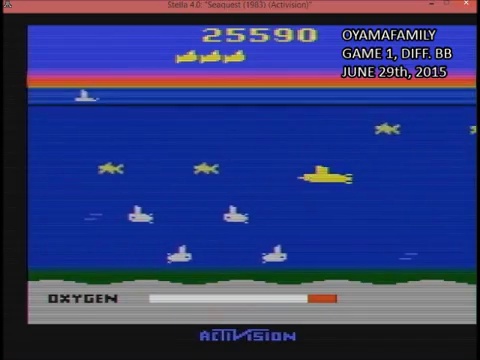 Stella 4.0: "Seaquest (1983) (Activision)"
25590
OYAMAFAMILY
GAME 1, DIFF. BB
JUNE 29th, 2015
OXYGEN
ACTIVISION